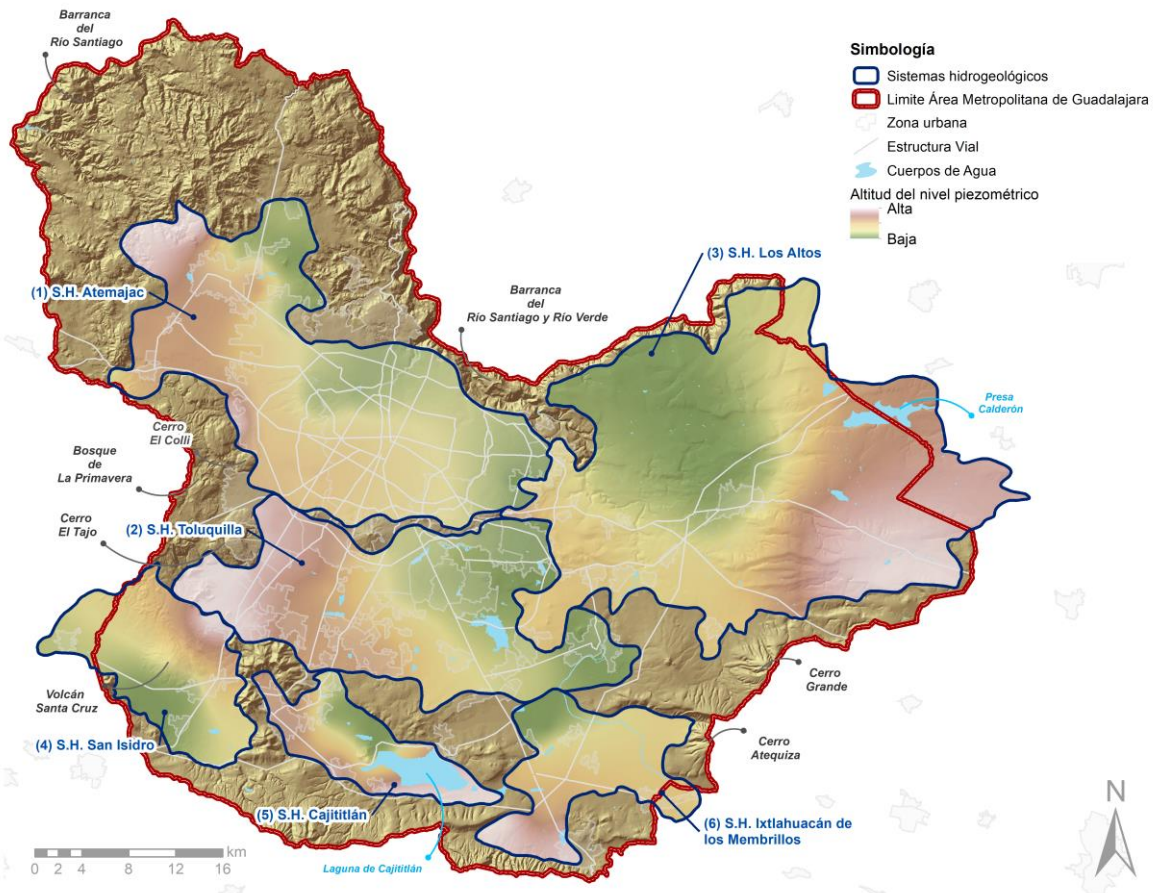 Barranca
del
Río Santiago
Simbología
Sistemas hidrogeológicos
Limite Área Metropolitana de Guadalajara
Zona urbana
Estructura Vial
Cuerpos de Agua
Altitud del nivel piezométrico
Alta
Baja
(3) S.H. Los Altos
(1) S.H. Atemajac
Barranca
del
Río Santiago y Río Verde
Presa
Calderón
Cerro
El Colli
Bosque
de
La Primavera
Cerro
El Tajo
(2) S.H. Toluquilla
Volcán
Santa Cruz
Cerro
Grande
(4) S.H. San Isidro
Cerro
Atequiza
(5) S.H. Cajititlán
(6) S.H. Ixtlahuacán de
los Membrillos
N
km
0 2 4 8 12 16
Laguna de Cajititlán